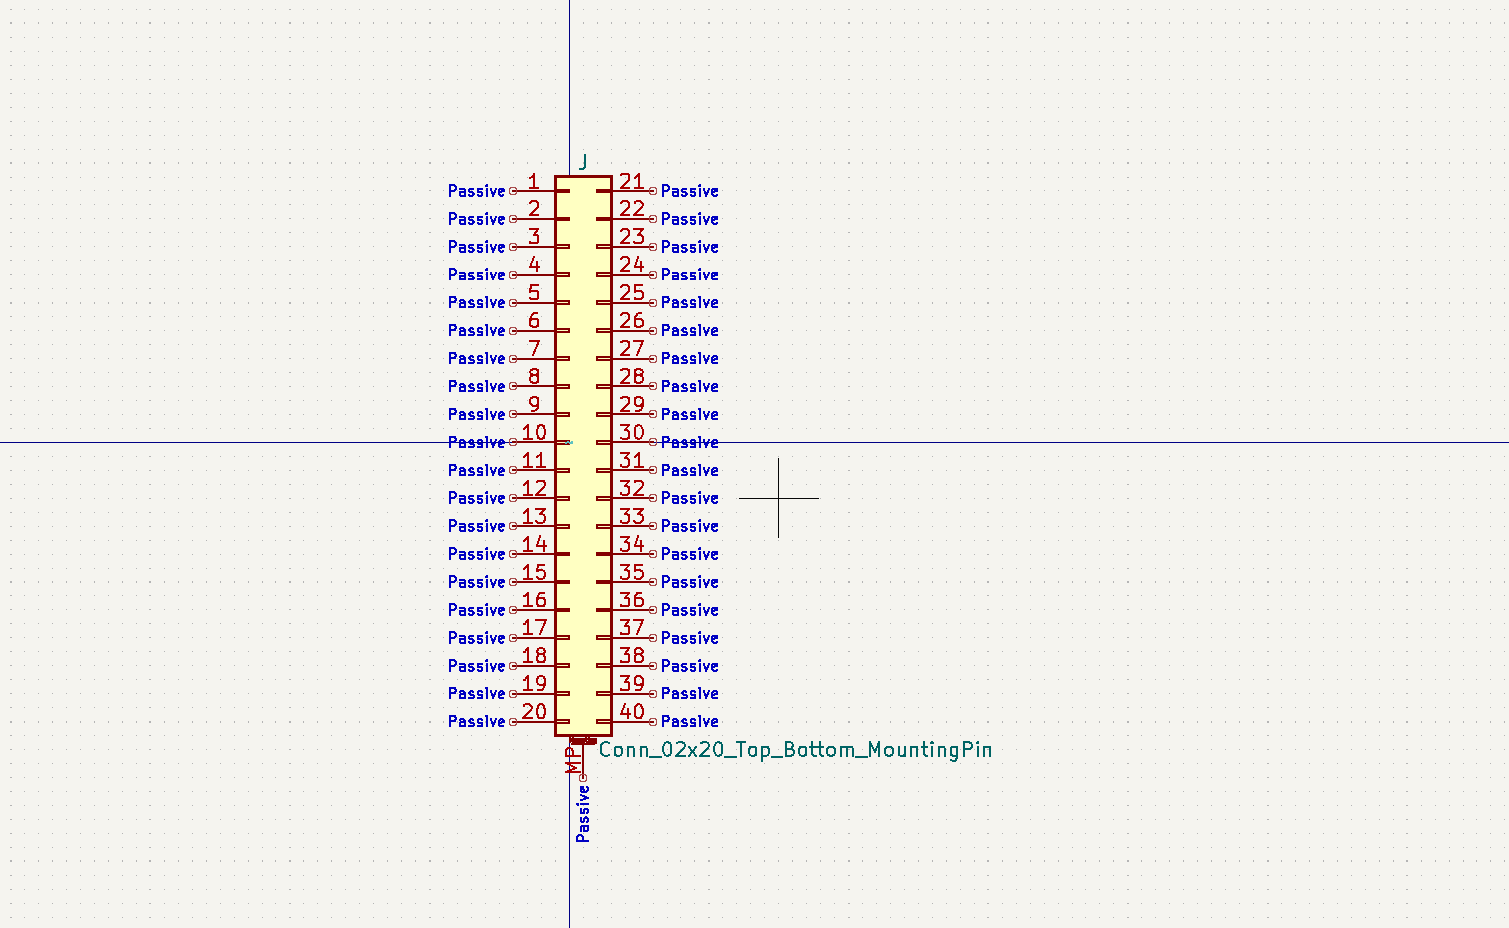 J
Passive 1 21 Passive
Passive 2 22 Passive
Passive 3 23 Passive
Passive 4 24 Passive
Passive 5 25 Passive
Passive 6 26 Passive
Passive 7 27 Passive
Passive 8 28 Passive
Passive 9 29 Passive
Passive 10 30 Passive
Passive 11 31 Passive
Passive 12 32 Passive
Passive 13 33 Passive
Passive 14 34 Passive
Passive 15 35 Passive
Passive 16 36 Passive
Passive 17 37 Passive
Passive 18 38 Passive
Passive 19 39 Passive
Passive 20 40 Passive
MP
Conn_02x20_Top_Bottom_MountingPin
Passive